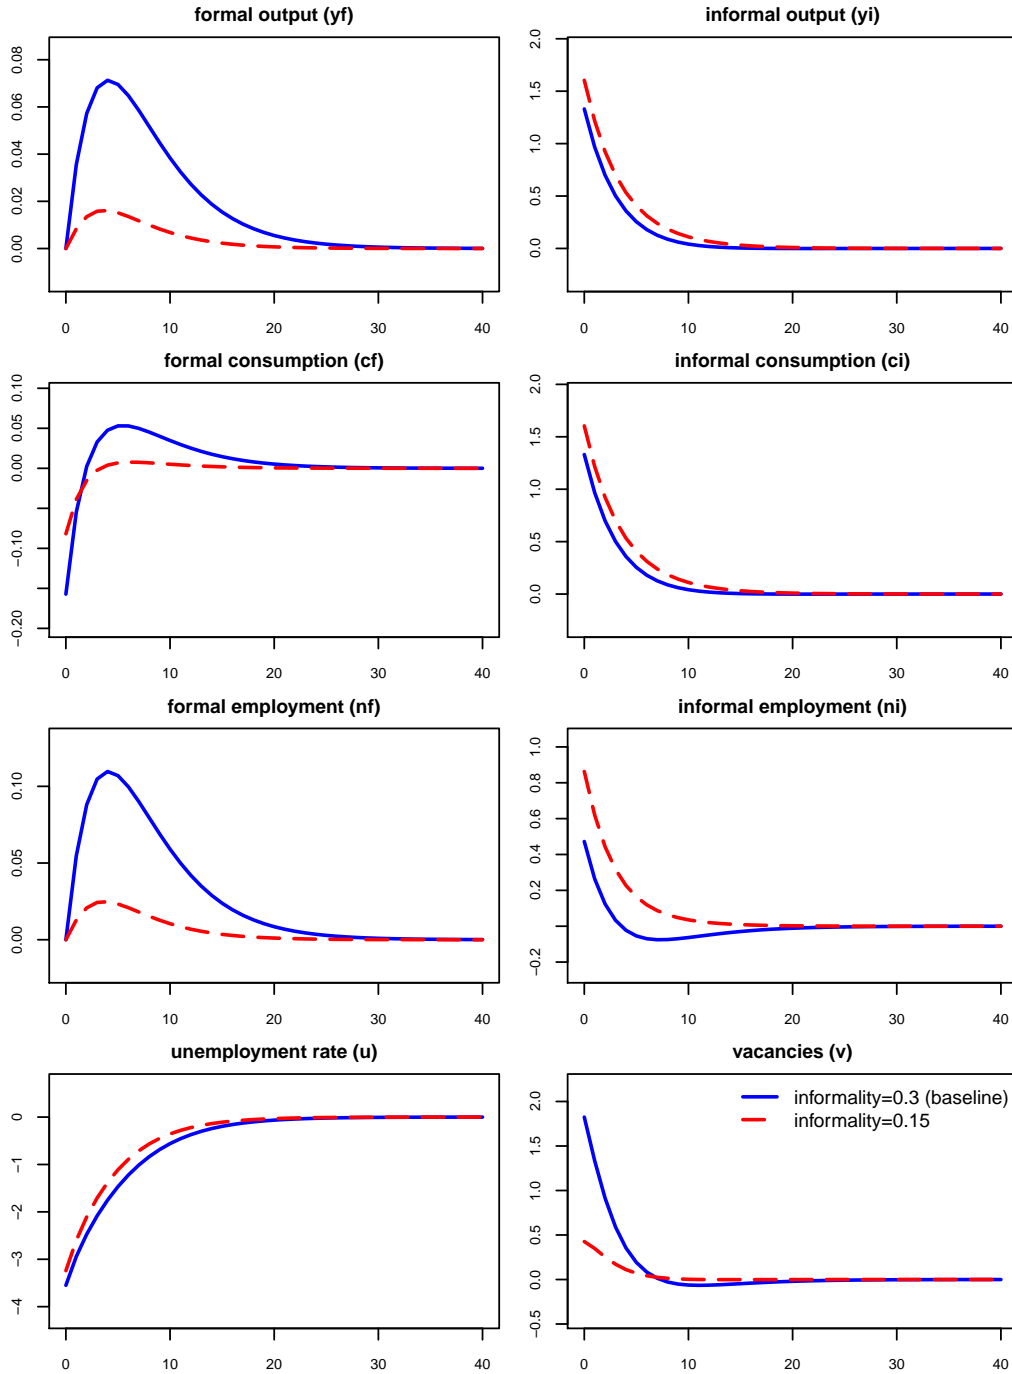 formal output (yf)
0.00 0.02 0.04 0.06 0.08
0 10 20 30 40
informal output (yi)
0.0 0.5 1.0 1.5 2.0
0 10 20 30 40
formal consumption (cf)
−0.20 −0.10 0.00 0.05 0.10
0 10 20 30 40
informal consumption (ci)
0.0 0.5 1.0 1.5 2.0
0 10 20 30 40
formal employment (nf)
0.00 0.05 0.10
0 10 20 30 40
informal employment (ni)
−0.2 0.2 0.4 0.6 0.8 1.0
0 10 20 30 40
unemployment rate (u)
−4 −3 −2 −1 0
0 10 20 30 40
vacancies (v)
−0.5 0.0 0.5 1.0 1.5 2.0
informality=0.3 (baseline)
informality=0.15
0 10 20 30 40